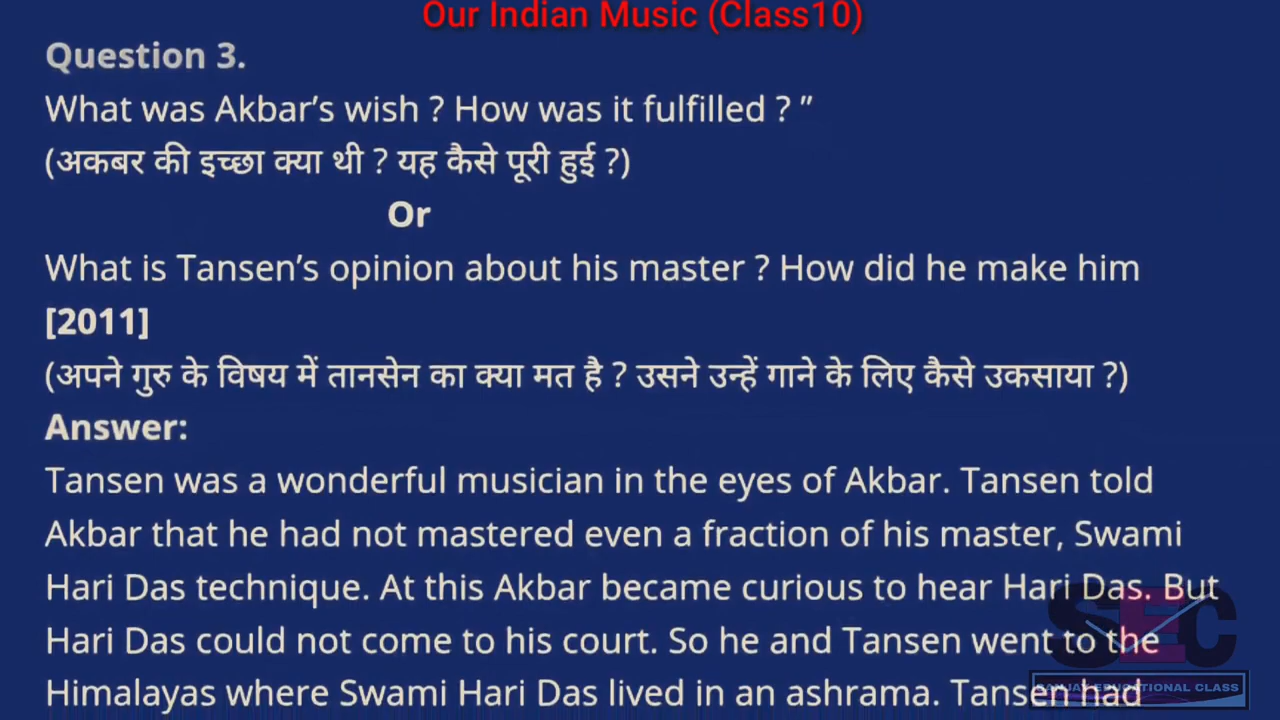 Our Indian Music (Class10)
Question 3.
What was Akbar’s wish ? How was it fulfilled ? ”
(अकबर की इच्छा क्या थी ? यह कैसे पूरी हुई ?)
Or
What is Tansen’s opinion about his master ? How did he make him
[2011]
(अपने गुरु के विषय में तानसेन का क्या मत है ? उसने उन्हें गाने के लिए कैसे उकसाया ?)
Answer:
Tansen was a wonderful musician in the eyes of Akbar. Tansen told
Akbar that he had not mastered even a fraction of his master, Swami
Hari Das technique. At this Akbar became curious to hear Hari Das. But
Hari Das could not come to his court. So he and Tansen went to the
Himalayas where Swami Hari Das lived in an ashrama. Tansen had
SEC
SANJAY EDUCATIONAL CLASS